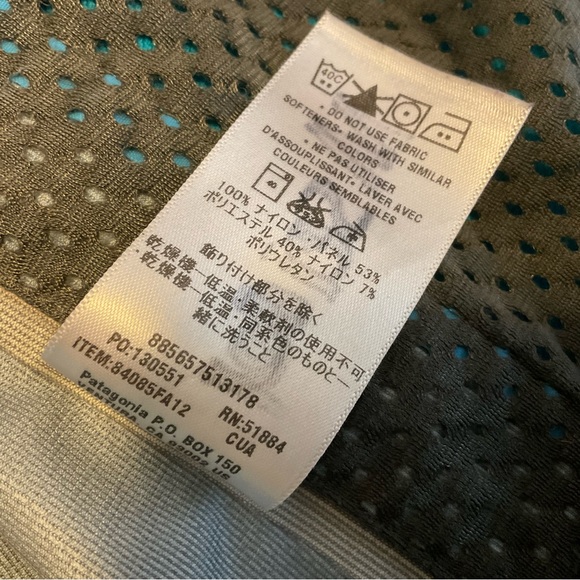 40C
• DO NOT USE FABRIC
SOFTENERS• WASH WITH SIMILAR
COLORS
• NE PAS UTILISER
D'ASSOUPLISSANT• LAVER AVEC
COULEURS SEMBLABLES
100% ナイロン・パネル 53%
ポリエステル 40% ナイロン 7%
ポリウレタン
飾り付け部分を除く
乾燥機—低温・柔軟剤の使用不可
・乾燥機—低温・同系色のものと一
緒に洗うこと
885657513178
PO:130551 RN:51884
ITEM:84085FA12 CUA
Patagonia P.O. BOX 150